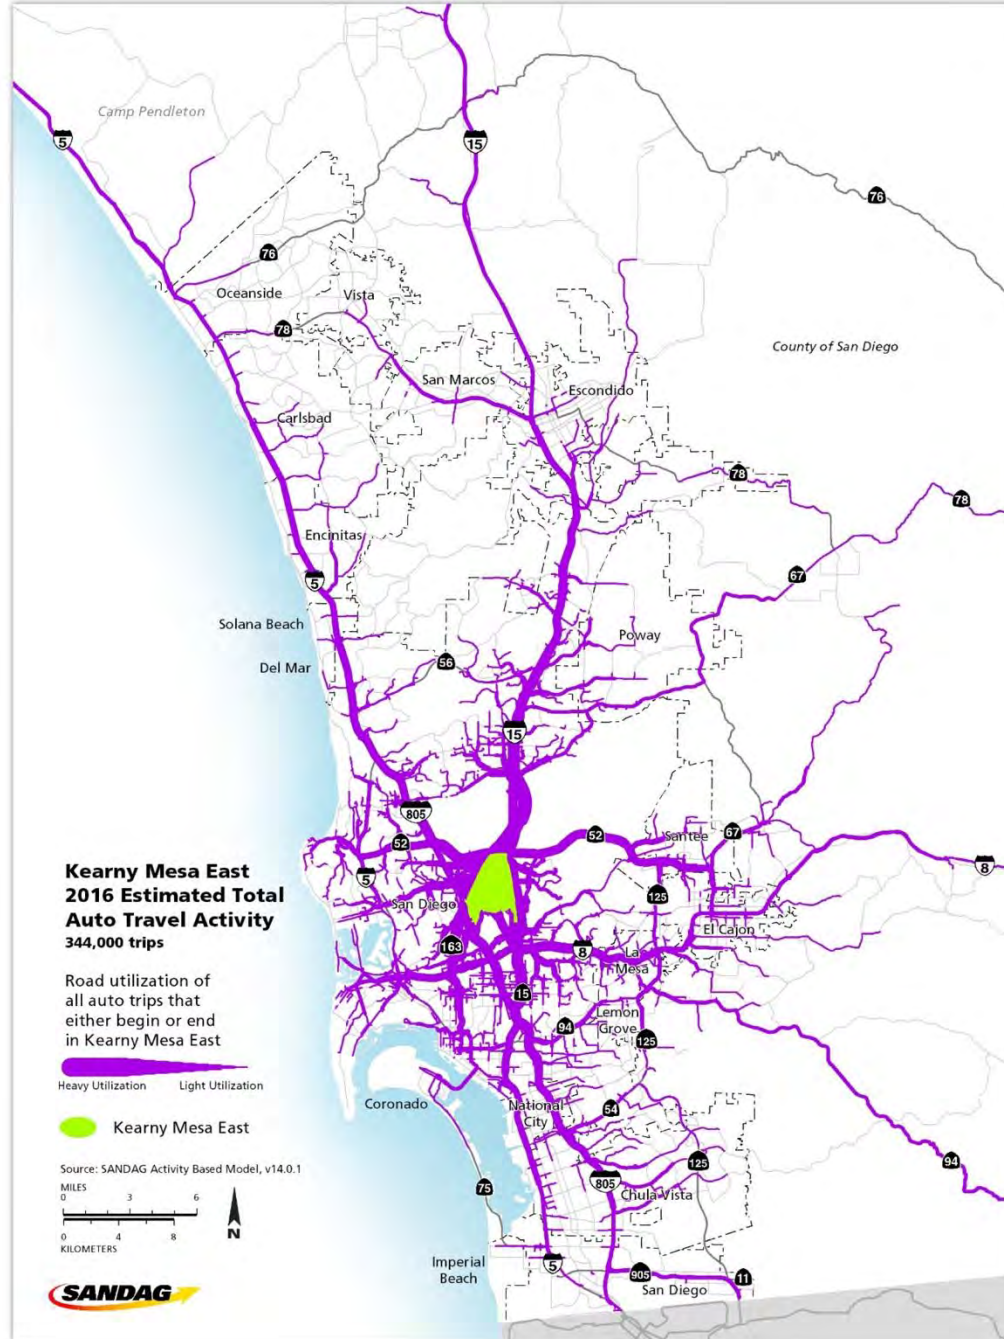 Camp Pendleton
5
15
76
76
Oceanside
Vista
78
County of San Diego
San Marcos
Escondido
Carlsbad
78
78
Encinitas
5
67
Solana Beach
Poway
Del Mar
56
15
805
52
52
Santee
67
5
8
125
San Diego
El Cajon
163
8
La
Mesa
15
Lemon
Grove
94
125
Coronado
National
City
54
125
94
805
Chula Vista
75
Imperial
Beach
5
905
11
San Diego
Kearny Mesa East
2016 Estimated Total
Auto Travel Activity
344,000 trips
Road utilization of
all auto trips that
either begin or end
in Kearny Mesa East
Heavy Utilization Light Utilization
Kearny Mesa East
Source: SANDAG Activity Based Model, v14.0.1
MILES
0 3 6
0 4 8
KILOMETERS
N
SANDAG